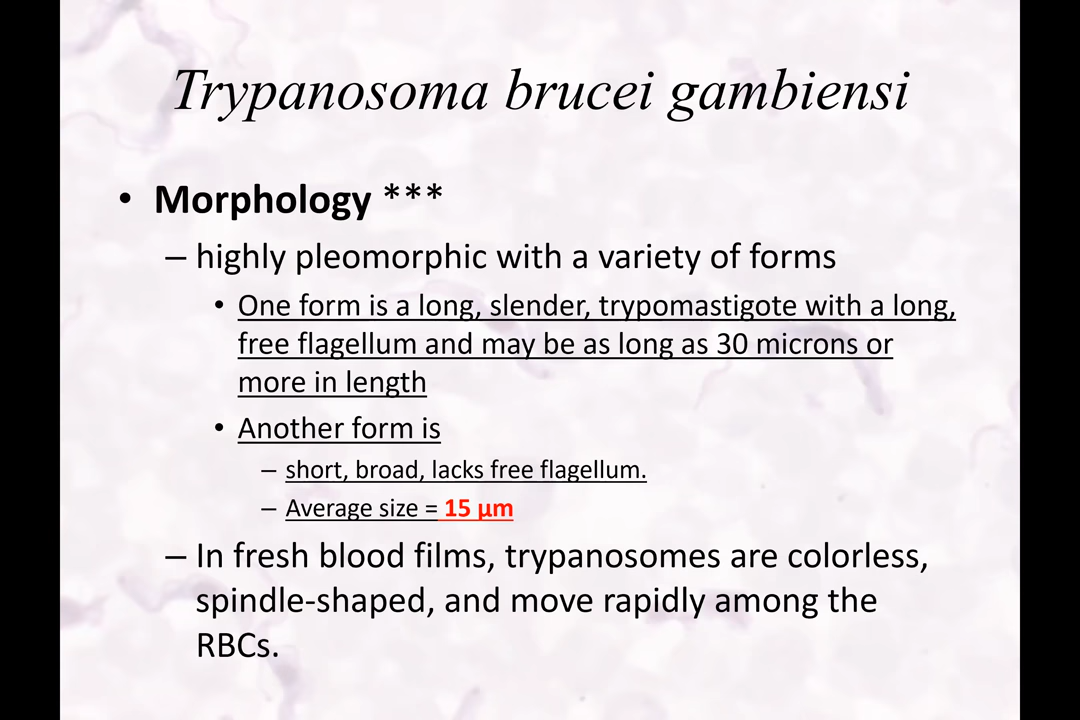 Trypanosoma brucei gambiensi
• Morphology ***
– highly pleomorphic with a variety of forms
• One form is a long, slender, trypomastigote with a long,
free flagellum and may be as long as 30 microns or
more in length
• Another form is
– short, broad, lacks free flagellum.
– Average size = 15 µm
– In fresh blood films, trypanosomes are colorless,
spindle-shaped, and move rapidly among the
RBCs.